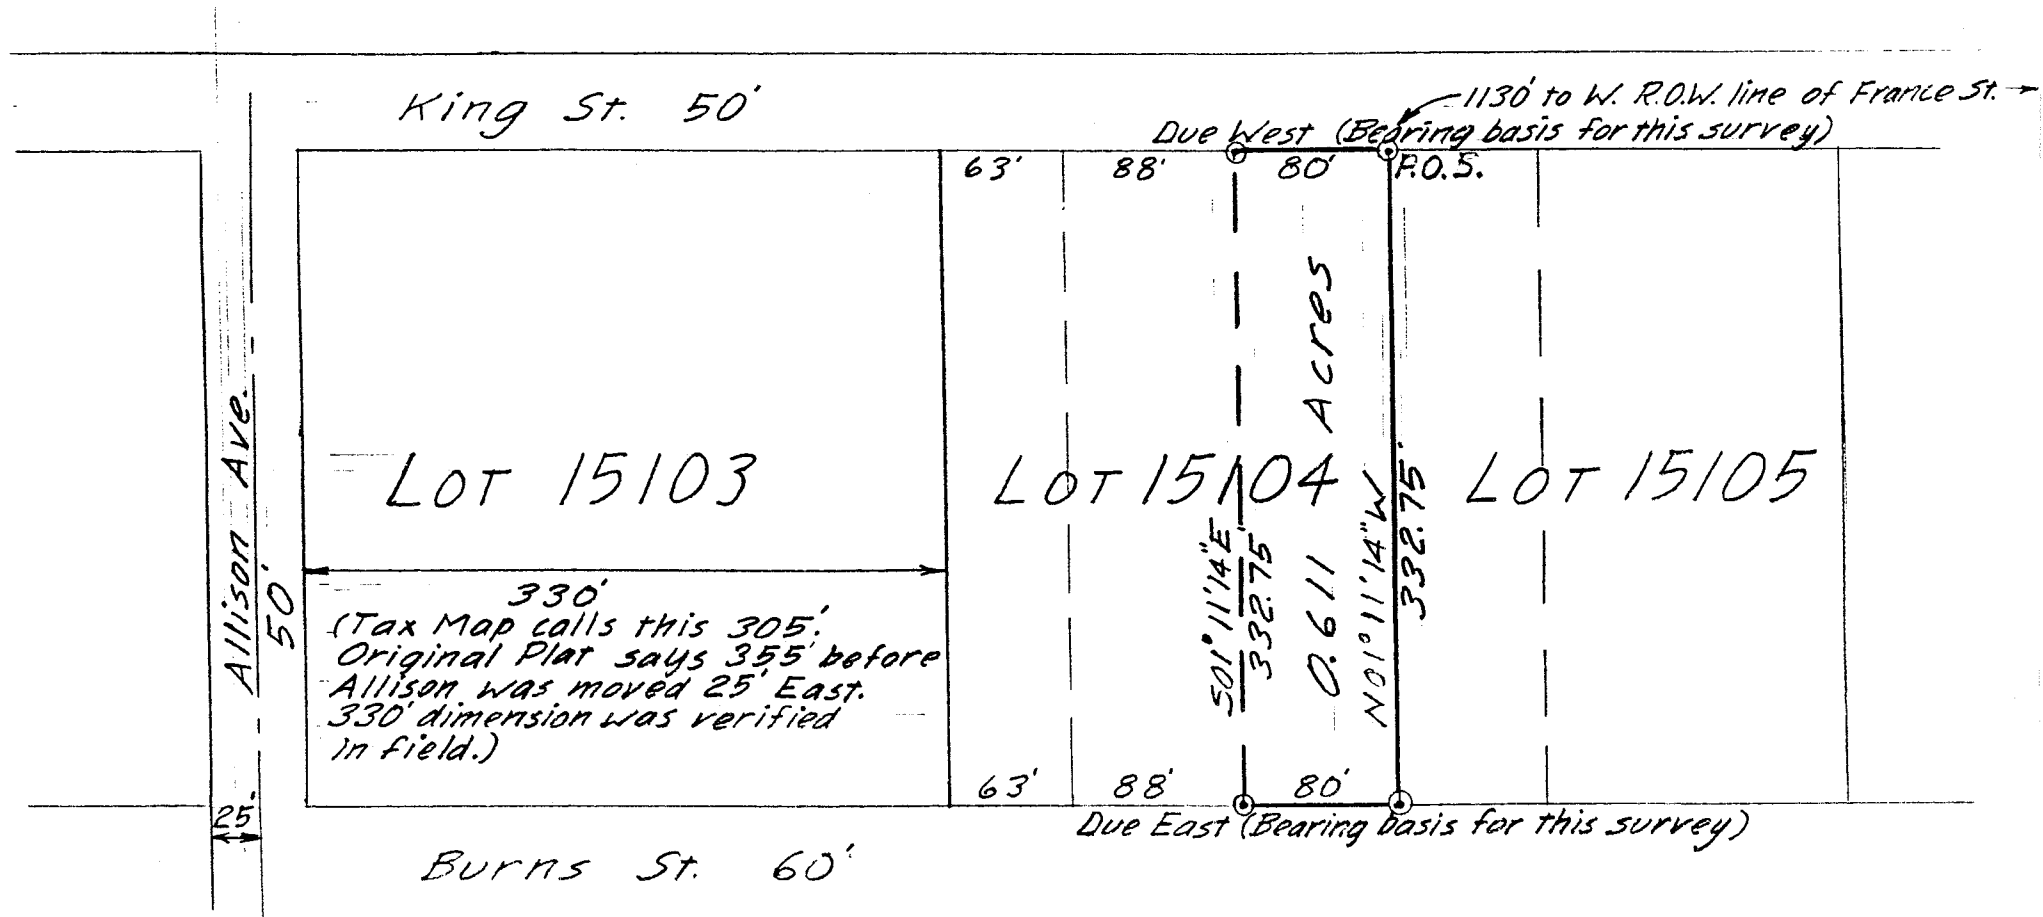 King St. 50'
1130' to W. R.O.W. line of France St.
Due West (Bearing basis for this survey)
63'
88'
80'
P.O.S.
Allison Ave.
50'
LOT 15103
LOT 15104
LOT 15105
S01°11'14"E
332.75'
0.611 Acres
N01°11'14"W
332.75'
330'
(Tax Map calls this 305'.
Original Plat says 355' before
Allison was moved 25' East.
330' dimension was verified
in field.)
63'
88'
80'
25'
Due East (Bearing basis for this survey)
Burns St. 60'